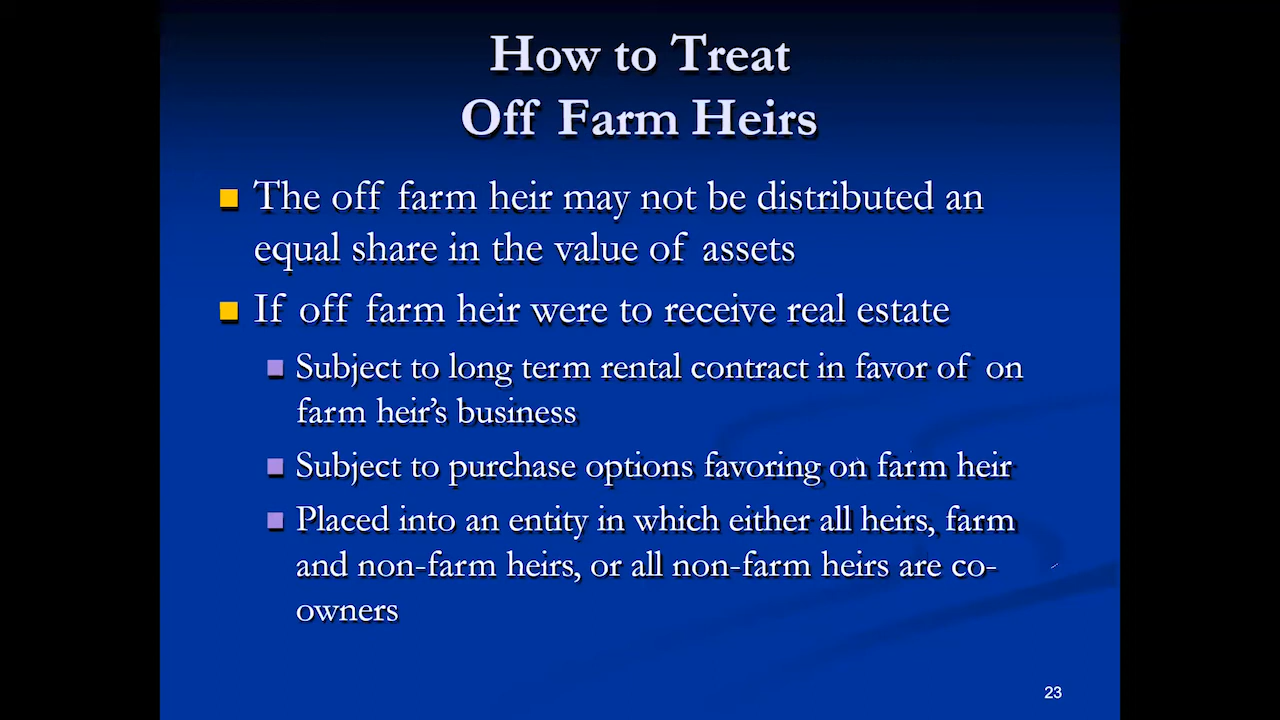 How to Treat
Off Farm Heirs
The off farm heir may not be distributed an
equal share in the value of assets
If off farm heir were to receive real estate
Subject to long term rental contract in favor of on
farm heir’s business
Subject to purchase options favoring on farm heir
Placed into an entity in which either all heirs, farm
and non-farm heirs, or all non-farm heirs are co-
owners
23